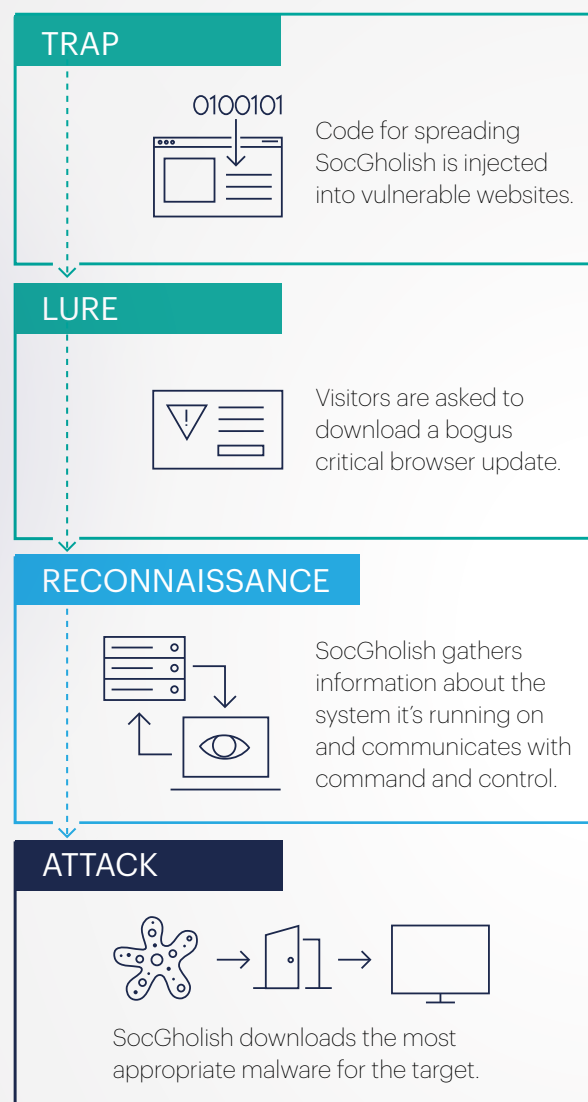 TRAP
0100101
Code for spreading
SocGholish is injected
into vulnerable websites.
LURE
Visitors are asked to
download a bogus
critical browser update.
RECONNAISSANCE
SocGholish gathers
information about the
system it’s running on
and communicates with
command and control.
ATTACK
SocGholish downloads the most
appropriate malware for the target.